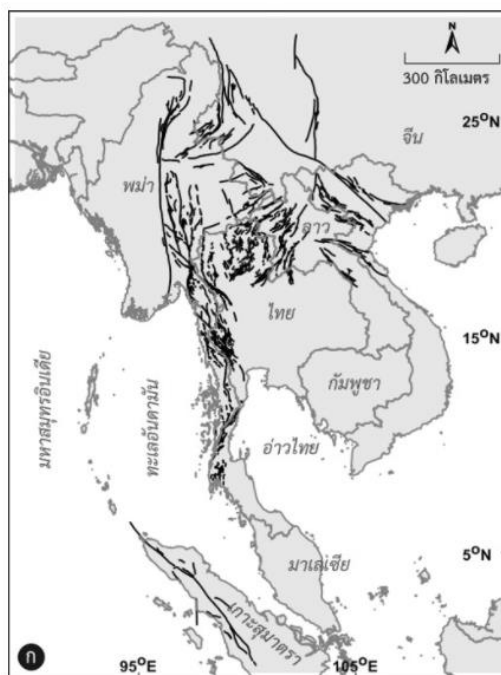 N
300 กิโลเมตร
25°N
จีน
พม่า
ลาว
ไทย
15°N
กัมพูชา
มหาสมุทรอินเดีย
ทะเลอันดามัน
อ่าวไทย
มาเลเซีย
5°N
เกาะสุมาตรา
ก
95°E
105°E